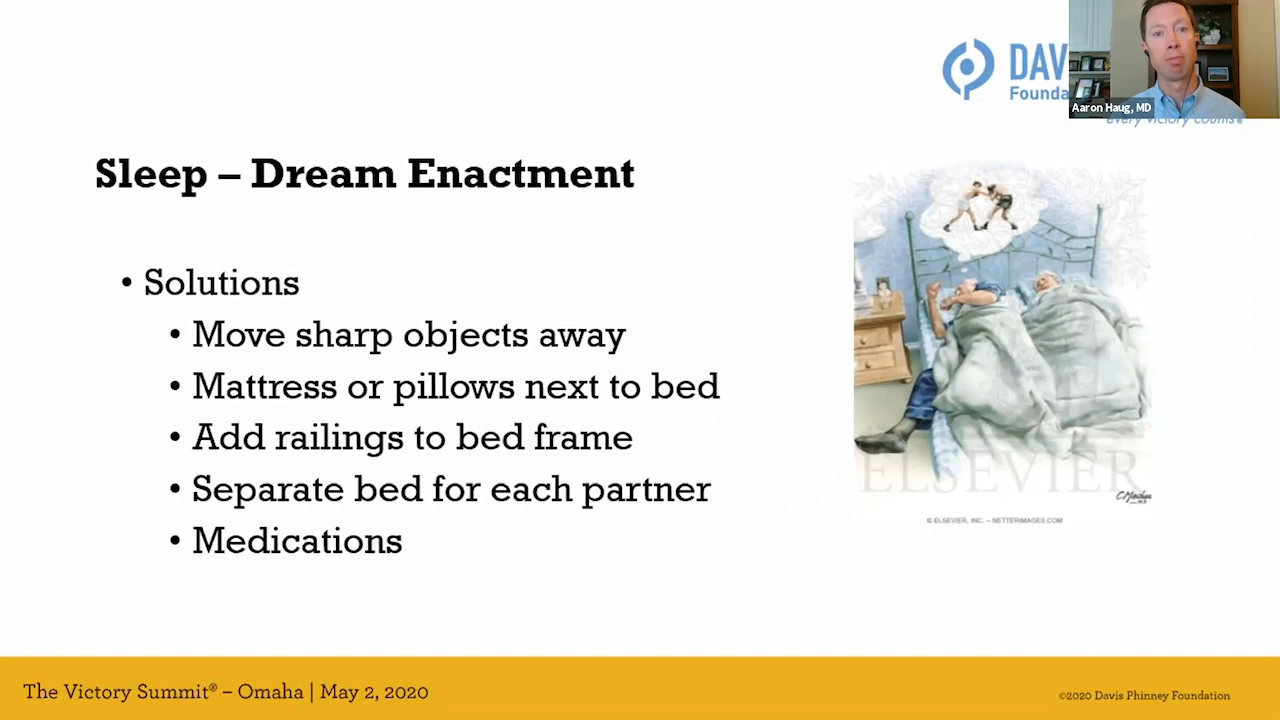 DAV
Founda
Aaron Haug, MD
every victory counts®
Sleep – Dream Enactment
• Solutions
• Move sharp objects away
• Mattress or pillows next to bed
• Add railings to bed frame
• Separate bed for each partner
• Medications
ELSEVIER
© ELSEVIER, INC. – NETTERIMAGES.COM
The Victory Summit® – Omaha | May 2, 2020
©2020 Davis Phinney Foundation